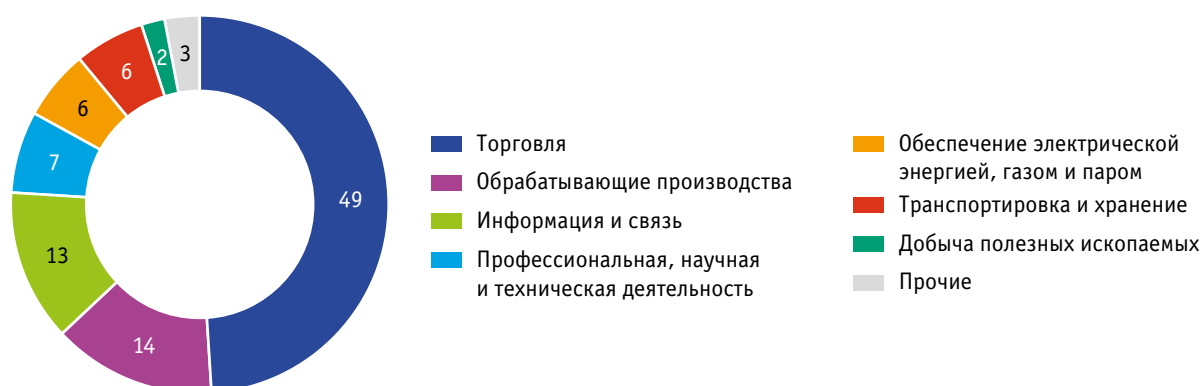 3
2
6
6
7
13
14
49
Торговля
Обрабатывающие производства
Информация и связь
Профессиональная, научная
и техническая деятельность
Обеспечение электрической
энергией, газом и паром
Транспортировка и хранение
Добыча полезных ископаемых
Прочие